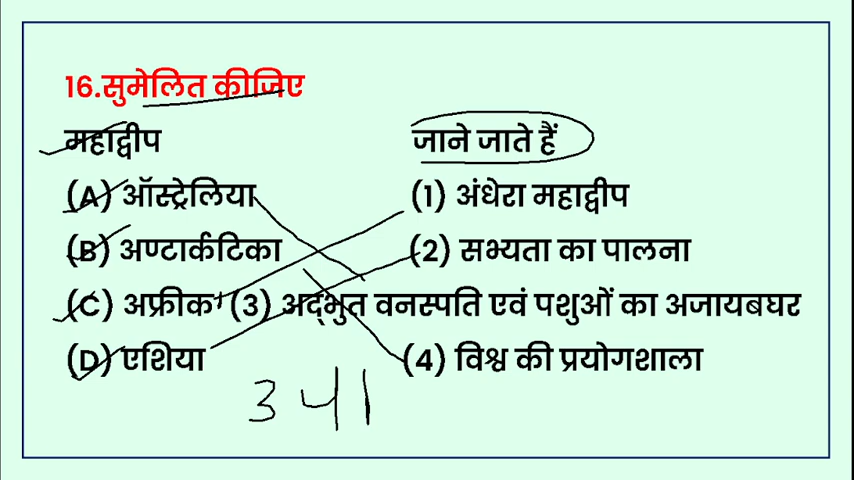 16.सुमेलित कीजिए
महाद्वीप जाने जाते हैं
(A) ऑस्ट्रेलिया (1) अंधेरा महाद्वीप
(B) अण्टार्कटिका (2) सभ्यता का पालना
(C) अफ्रीका (3) अद्भुत वनस्पति एवं पशुओं का अजायबघर
(D) एशिया (4) विश्व की प्रयोगशाला
3 4 1